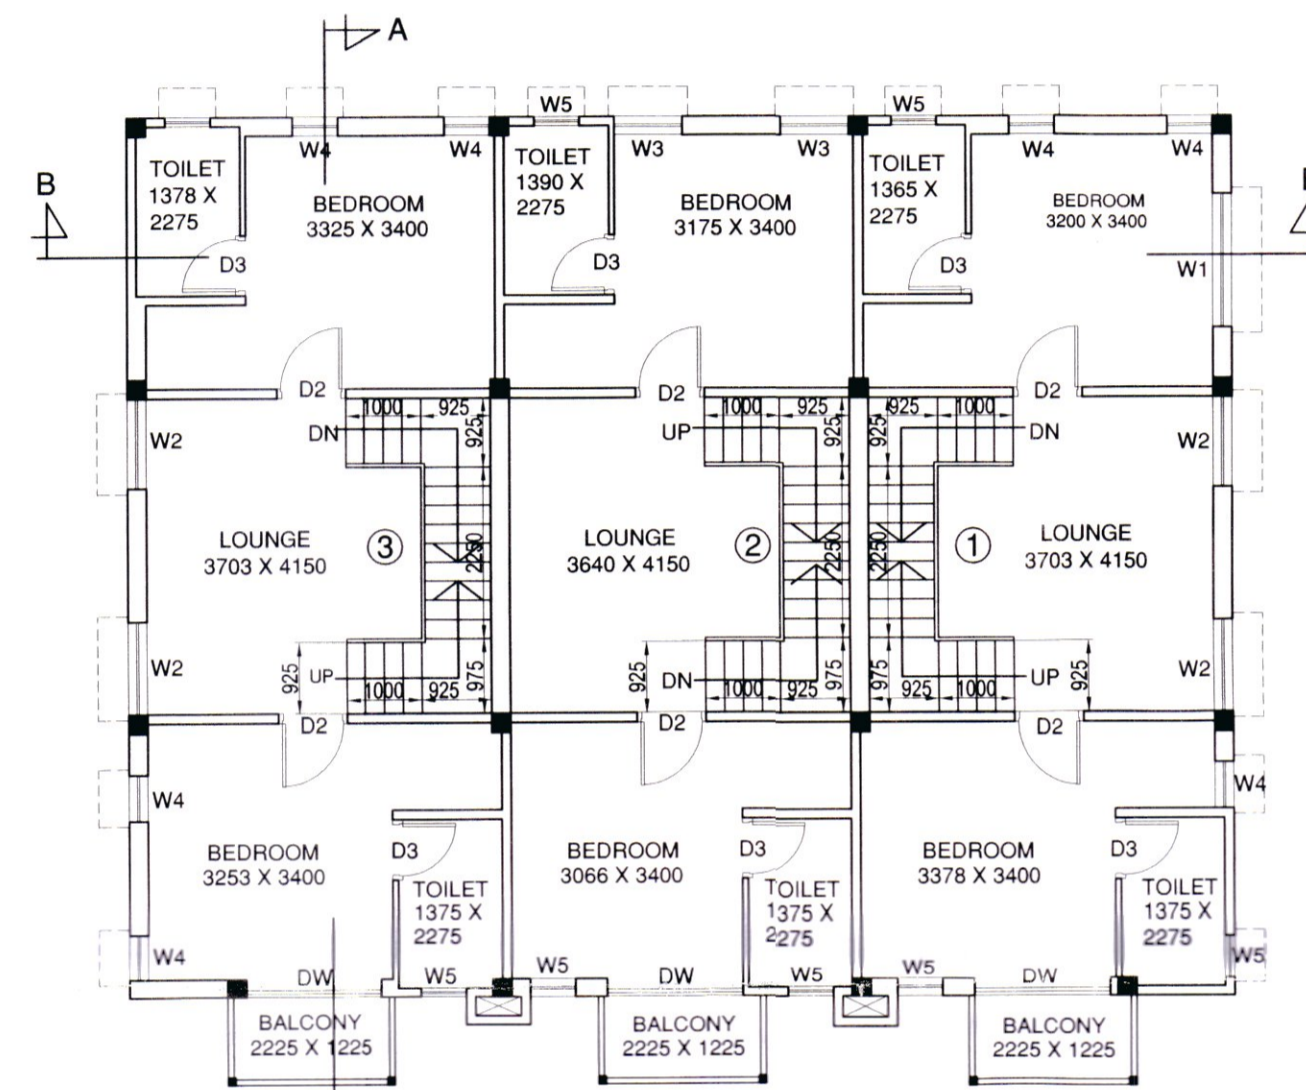 A
W5
W5
W4
W4
W3
W3
W4
W4
TOILET
1378 X
2275
TOILET
1390 X
2275
TOILET
1365 X
2275
B
BEDROOM
3325 X 3400
BEDROOM
3175 X 3400
BEDROOM
3200 X 3400
D3
D3
D3
W1
D2
D2
D2
1000
925
1000
925
925
1000
DN
925
UP
925
925
DN
W2
W2
LOUNGE
3703 X 4150
3
2250
LOUNGE
3640 X 4150
2
2250
2250
1
LOUNGE
3703 X 4150
W2
W2
925
UP
1000
925
975
925
DN
1000
925
975
975
925
1000
UP
925
D2
D2
D2
W4
W4
BEDROOM
3253 X 3400
D3
BEDROOM
3066 X 3400
D3
BEDROOM
3378 X 3400
D3
TOILET
1375 X
2275
TOILET
1375 X
2275
TOILET
1375 X
2275
W4
DW
W5
W5
DW
W5
W5
DW
W5
BALCONY
2225 X 1225
BALCONY
2225 X 1225
BALCONY
2225 X 1225